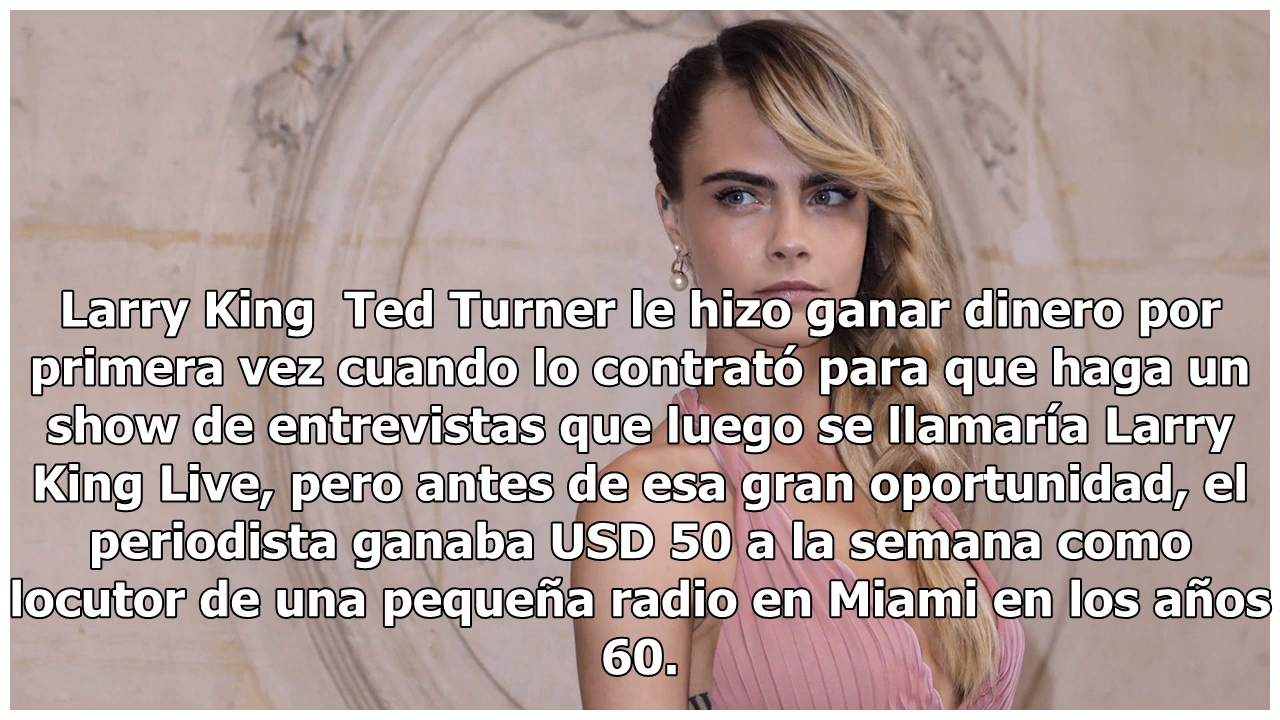 Larry King  Ted Turner le hizo ganar dinero por
primera vez cuando lo contrató para que haga un
show de entrevistas que luego se llamaría Larry
King Live, pero antes de esa gran oportunidad, el
periodista ganaba USD 50 a la semana como
locutor de una pequeña radio en Miami en los años
60.